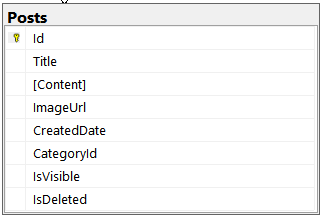 Posts
Id
Title
[Content]
ImageUrl
CreatedDate
CategoryId
IsVisible
IsDeleted